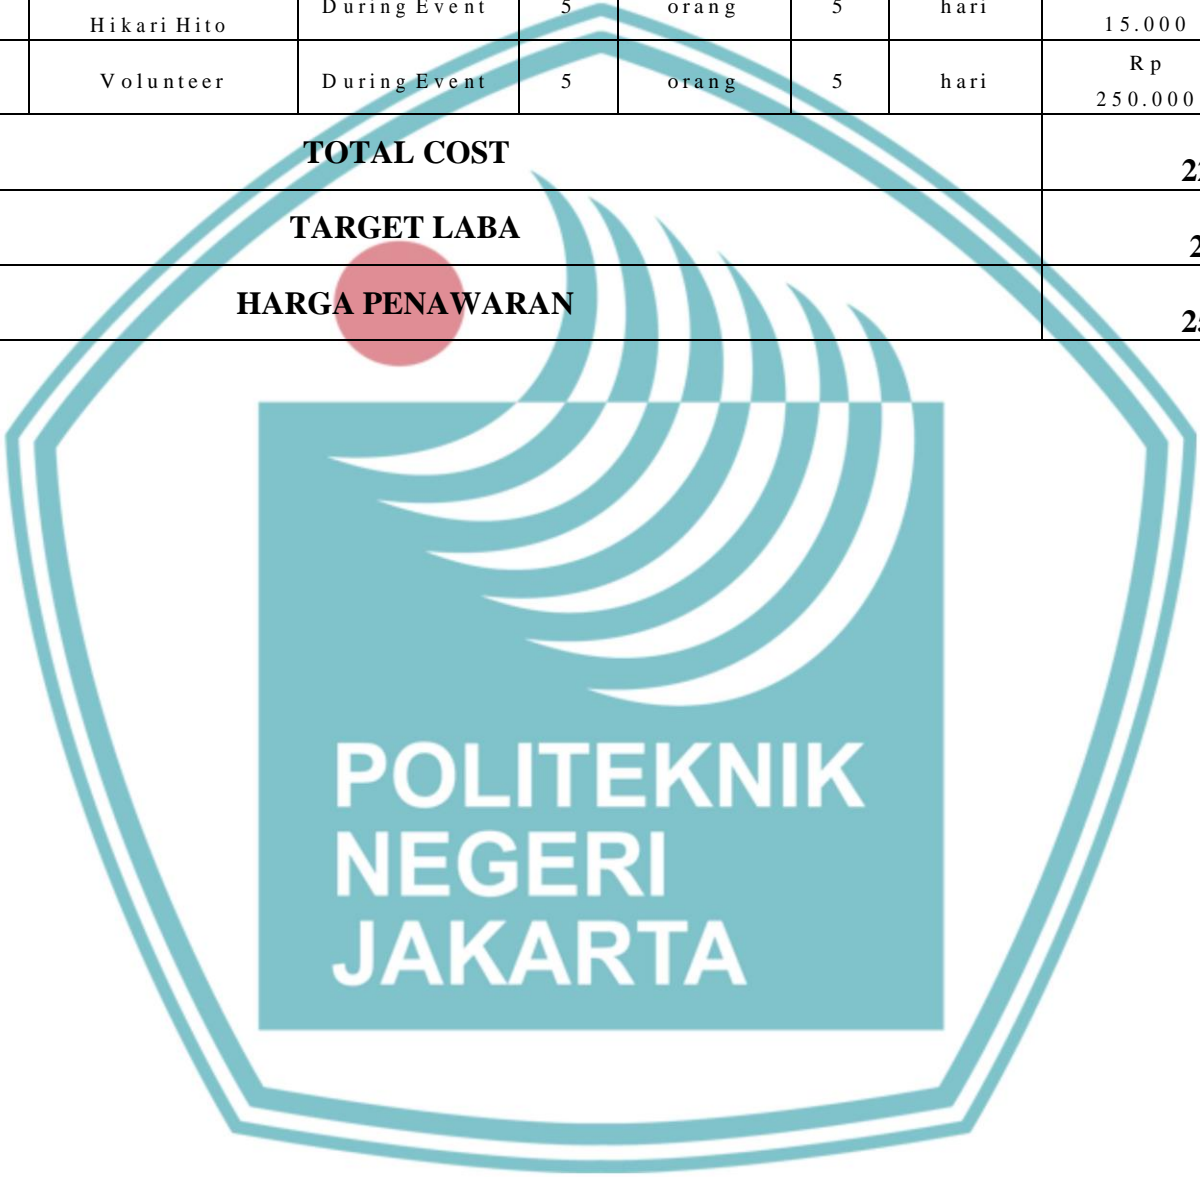 During Event 5 orang 5 hari
Hikari Hito 15.000
Rp
Volunteer During Event 5 orang 5 hari
250.000
TOTAL COST
TARGET LABA
HARGA PENAWARAN
POLITEKNIK
NEGERI
JAKARTA